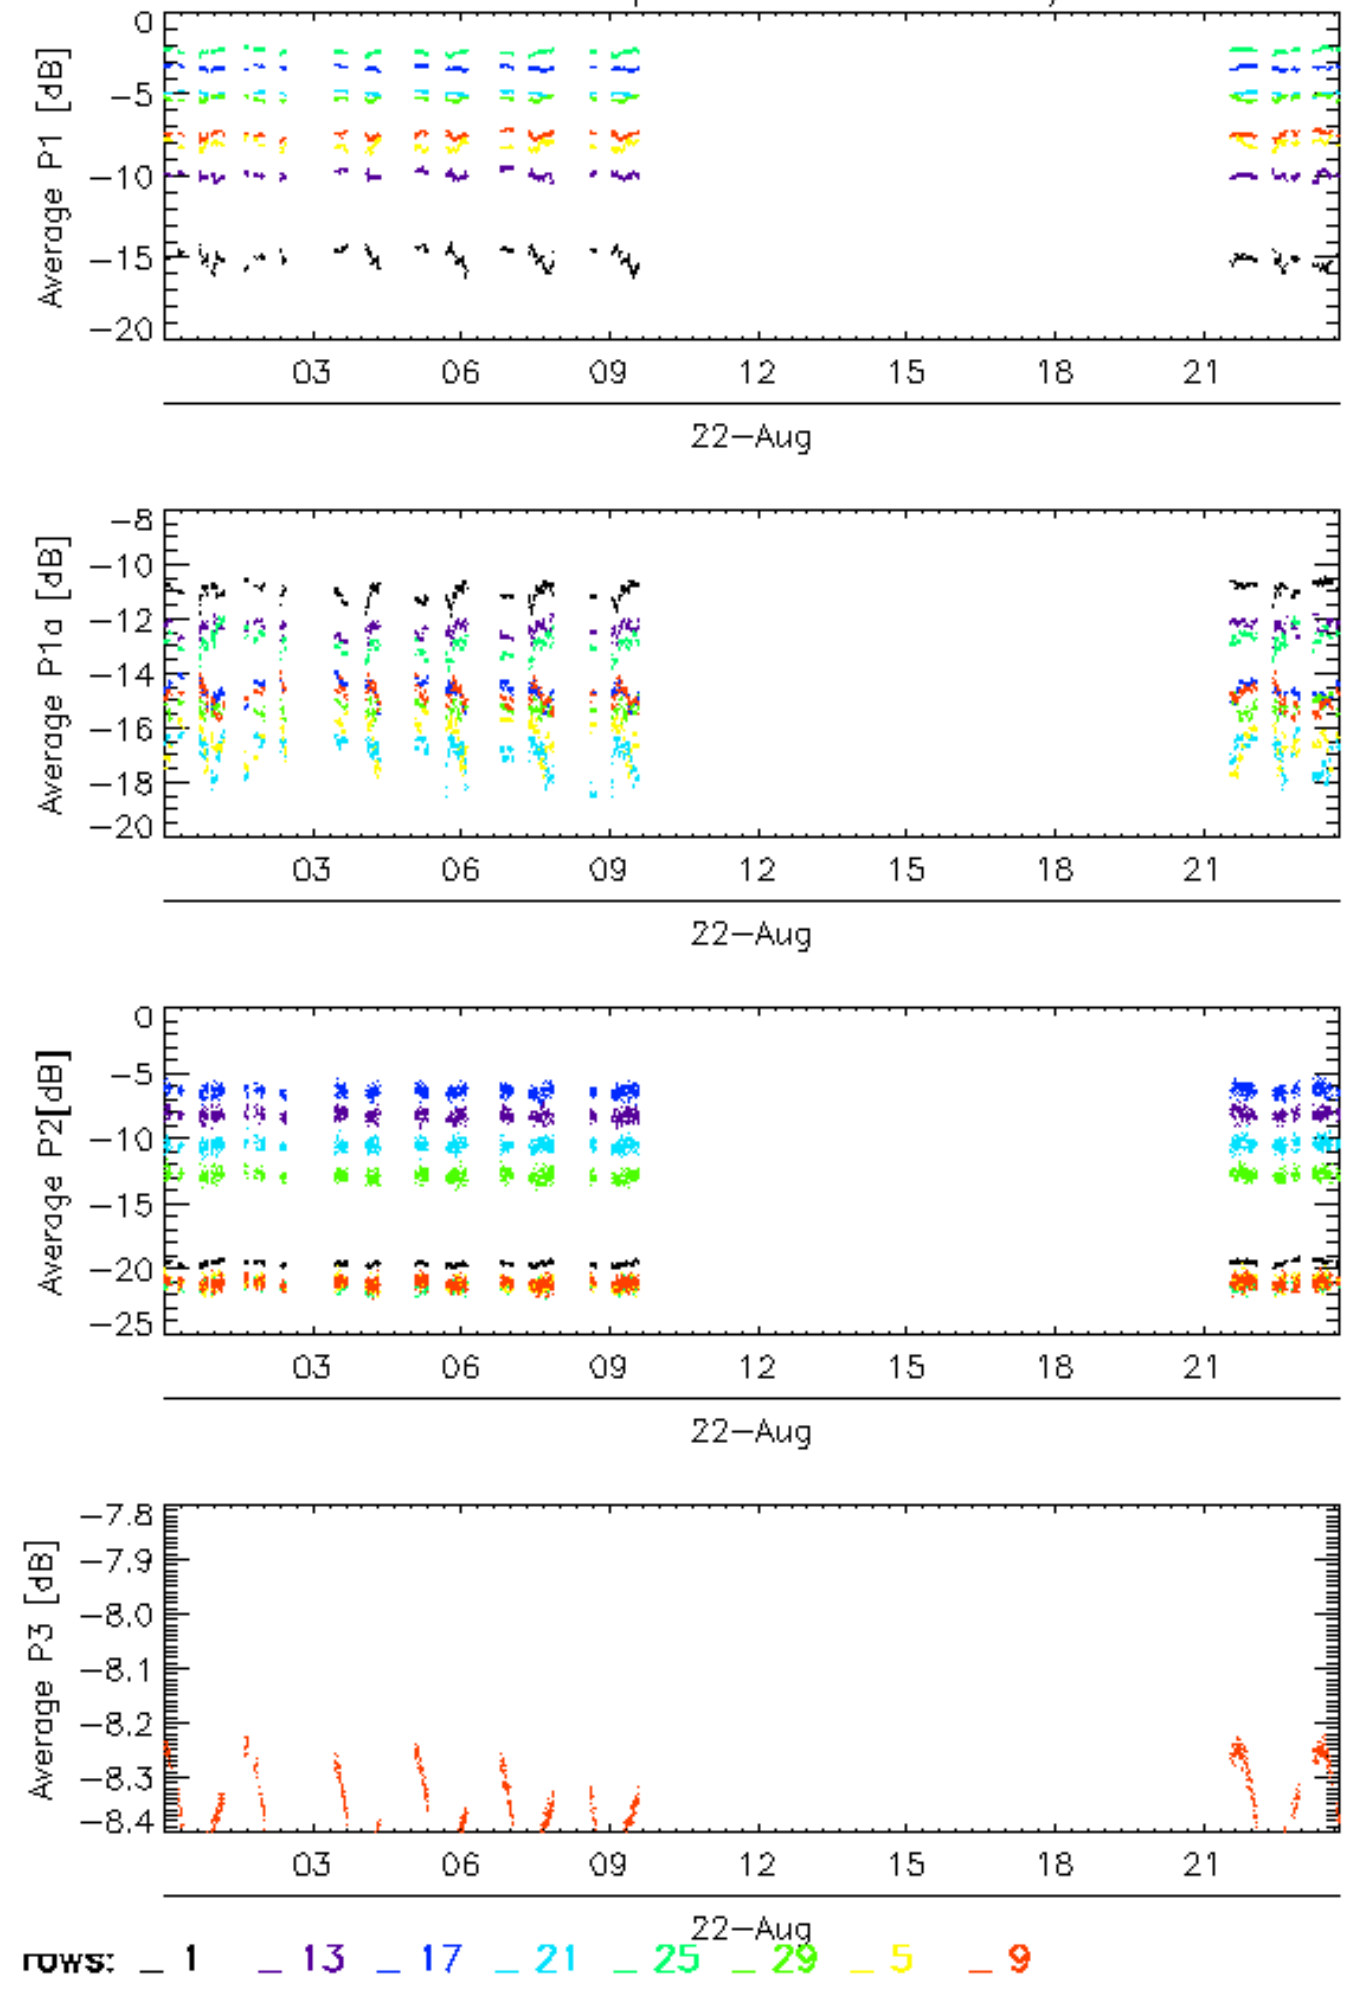 0
−5
−10
−15
−20
Average P1 [dB]
03 06 09 12 15 18 21
22−Aug
−8
−10
−12
−14
−16
−18
−20
Average P1a [dB]
03 06 09 12 15 18 21
22−Aug
0
−5
−10
−15
−20
−25
Average P2[dB]
03 06 09 12 15 18 21
22−Aug
−7.8
−7.9
−8.0
−8.1
−8.2
−8.3
−8.4
Average P3 [dB]
03 06 09 12 15 18 21
22−Aug
rows: _ 1 _ 13 _ 17 _ 21 _ 25 _ 29 _ 5 _ 9